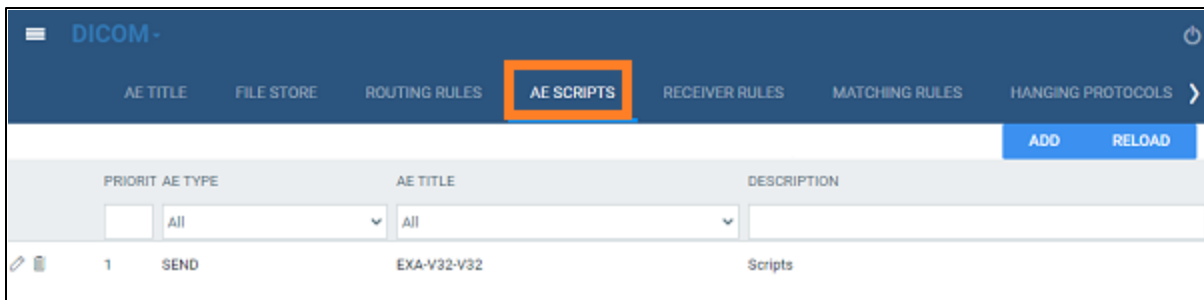 DICOM
AE TITLE FILE STORE ROUTING RULES AE SCRIPTS RECEIVER RULES MATCHING RULES HANGING PROTOCOLS
ADD RELOAD
PRIORIT AE TYPE AE TITLE DESCRIPTION
All All
1 SEND EXA-V32-V32 Scripts